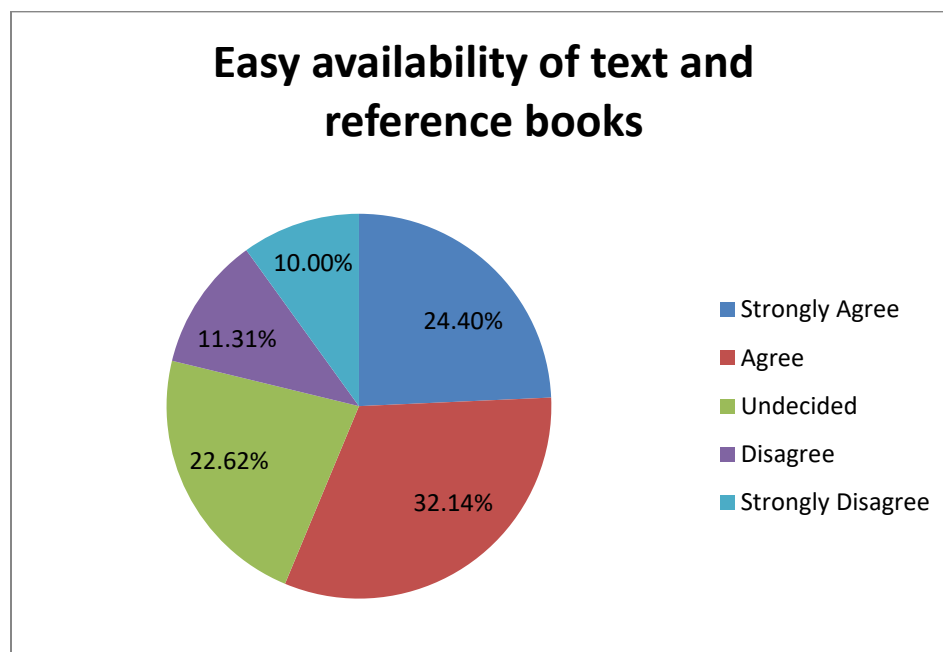 Easy availability of text and
reference books
10.00%
24.40%
11.31%
22.62%
32.14%
Strongly Agree
Agree
Undecided
Disagree
Strongly Disagree